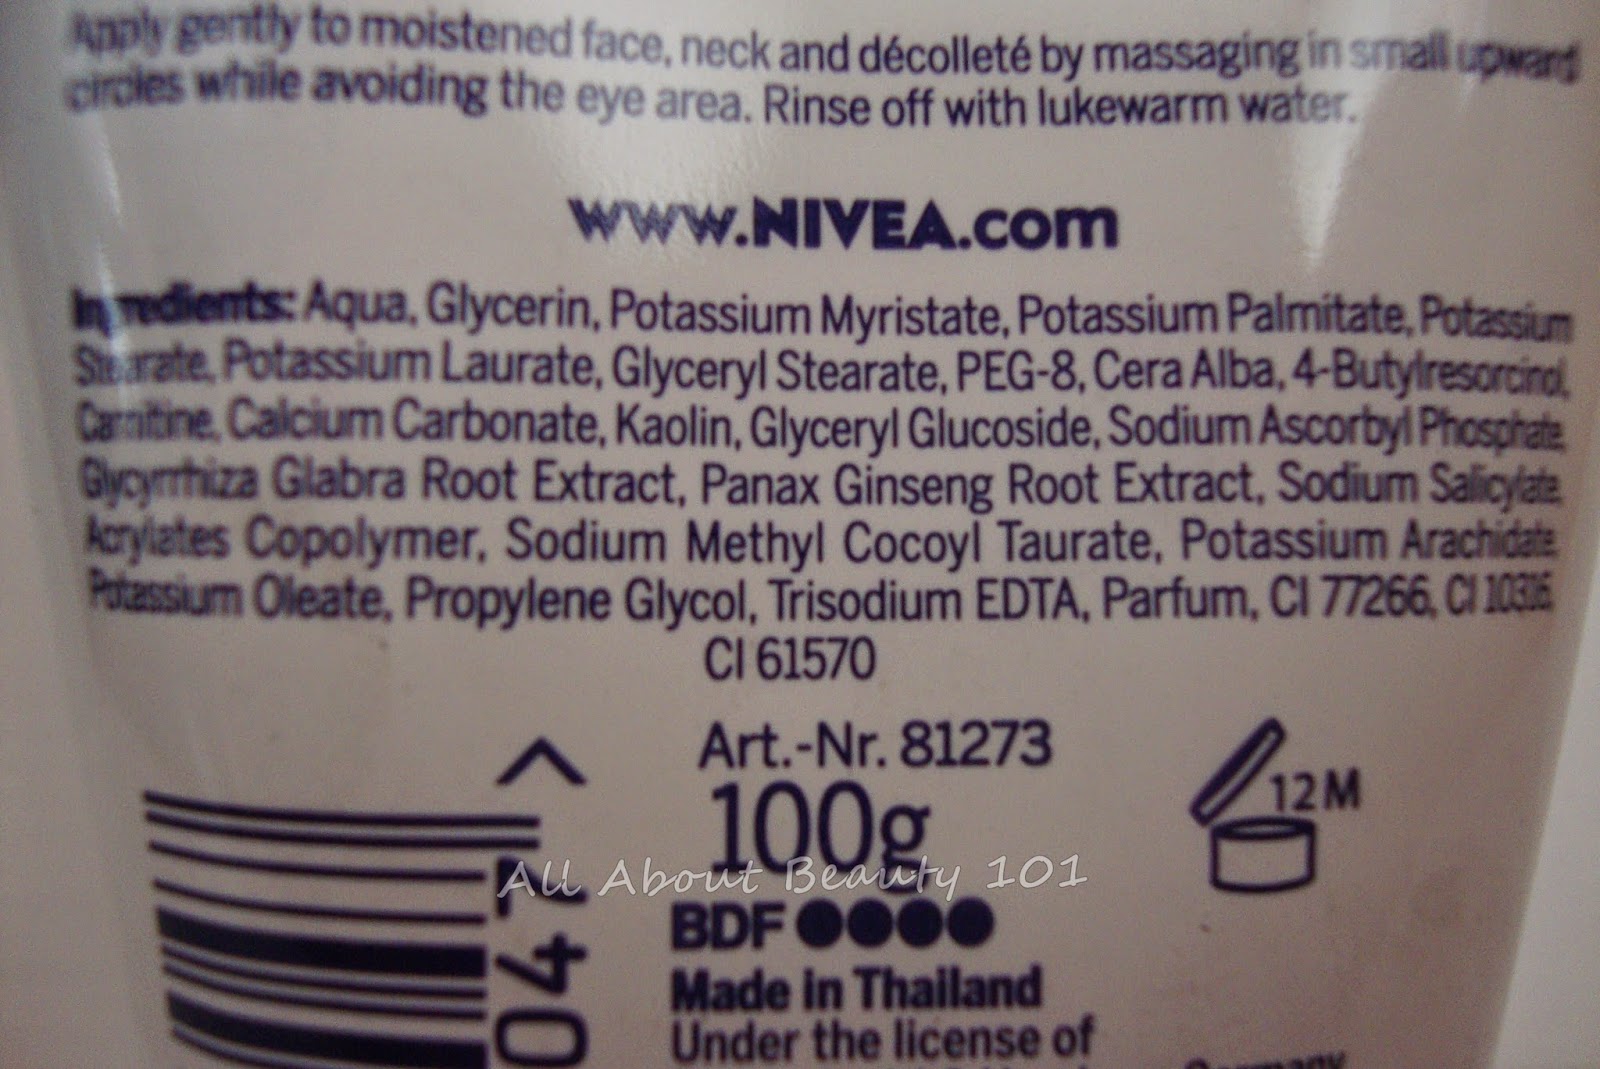 Apply gently to moistened face, neck and décolleté by massaging in small upward
circles while avoiding the eye area. Rinse off with lukewarm water.
www.NIVEA.com
Ingredients: Aqua, Glycerin, Potassium Myristate, Potassium Palmitate, Potassium
Stearate, Potassium Laurate, Glyceryl Stearate, PEG-8, Cera Alba, 4-Butylresorcinol,
Carnitine, Calcium Carbonate, Kaolin, Glyceryl Glucoside, Sodium Ascorbyl Phosphate,
Glycyrrhiza Glabra Root Extract, Panax Ginseng Root Extract, Sodium Salicylate,
Acrylates Copolymer, Sodium Methyl Cocoyl Taurate, Potassium Arachidate,
Potassium Oleate, Propylene Glycol, Trisodium EDTA, Parfum, CI 77266, CI 10316,
CI 61570
Art.-Nr. 81273
100g
12M
All About Beauty 101
BDF
Made in Thailand
Under the license of
Germany